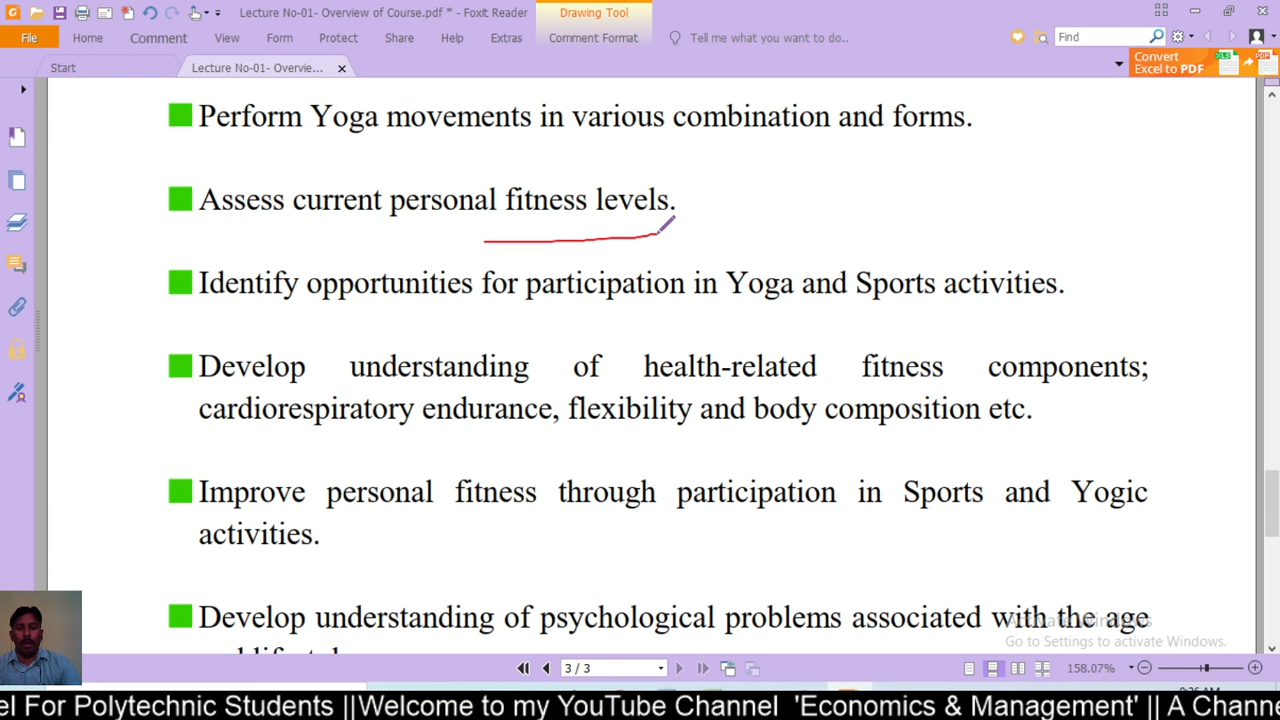 Lecture No-01- Overview of Course.pdf * - Foxit Reader
Drawing Tool
File Home Comment View Form Protect Share Help Extras Comment Format Tell me what you want to do.. Find
Start Lecture No-01- Overvie... Convert
Excel to PDF
Perform Yoga movements in various combination and forms.
Assess current personal fitness levels.
Identify opportunities for participation in Yoga and Sports activities.
Develop understanding of health-related fitness components;
cardiorespiratory endurance, flexibility and body composition etc.
Improve personal fitness through participation in Sports and Yogic
activities.
Develop understanding of psychological problems associated with the age
Activate Windows
Go to Settings to activate Windows.
3 / 3 158.07%
el For Polytechnic Students ||Welcome to my YouTube Channel 'Economics & Management' || A Channe